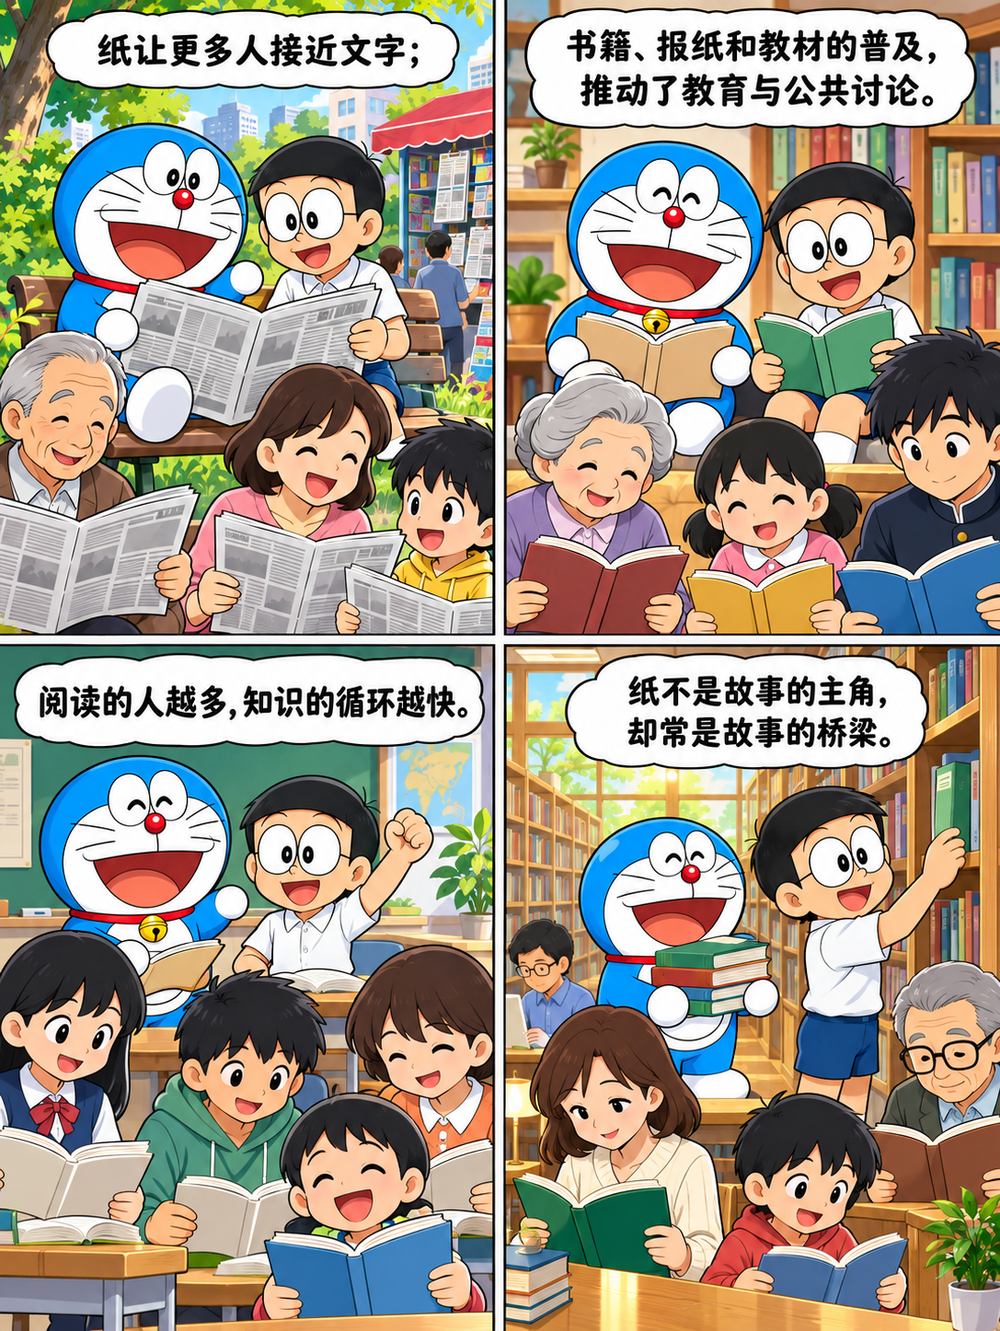 纸让更多人接近文字；
书籍、报纸和教材的普及，
推动了教育与公共讨论。
阅读的人越多，知识的循环越快。
纸不是故事的主角，
却常是故事的桥梁。